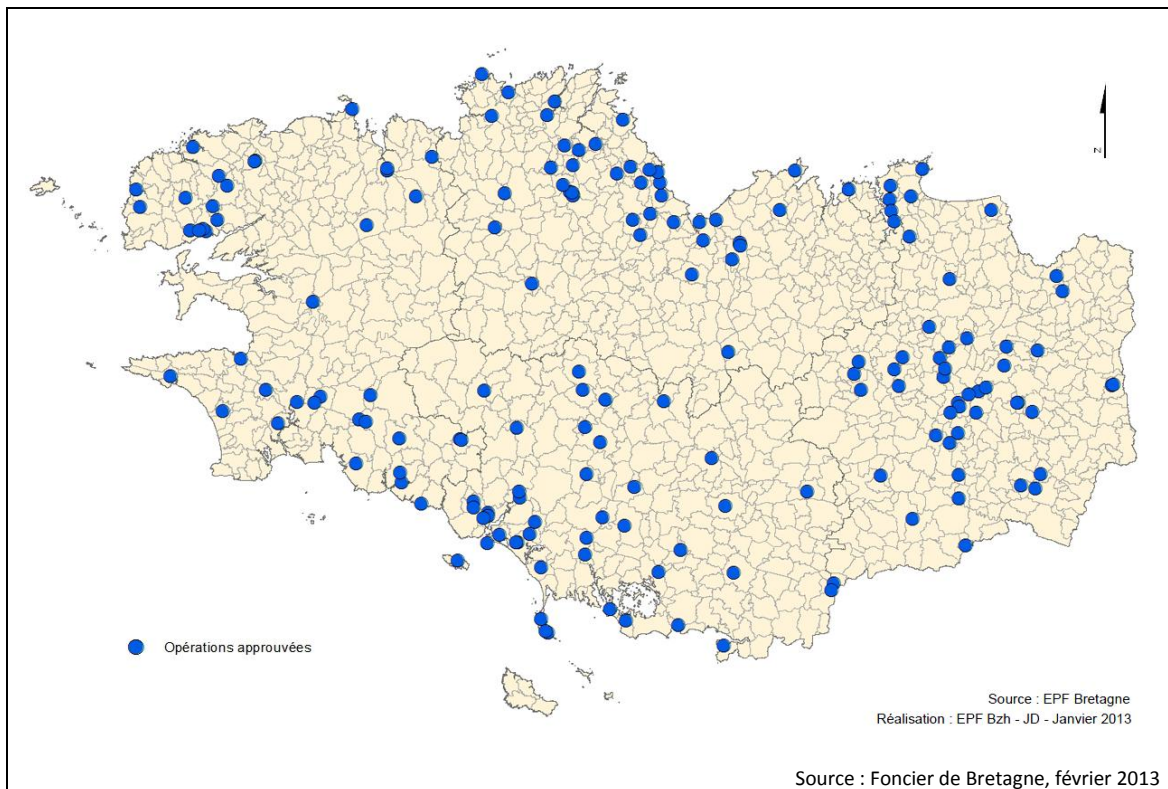 z
Opérations approuvées
Source : EPF Bretagne
Réalisation : EPF Bzh - JD - Janvier 2013
Source : Foncier de Bretagne, février 2013